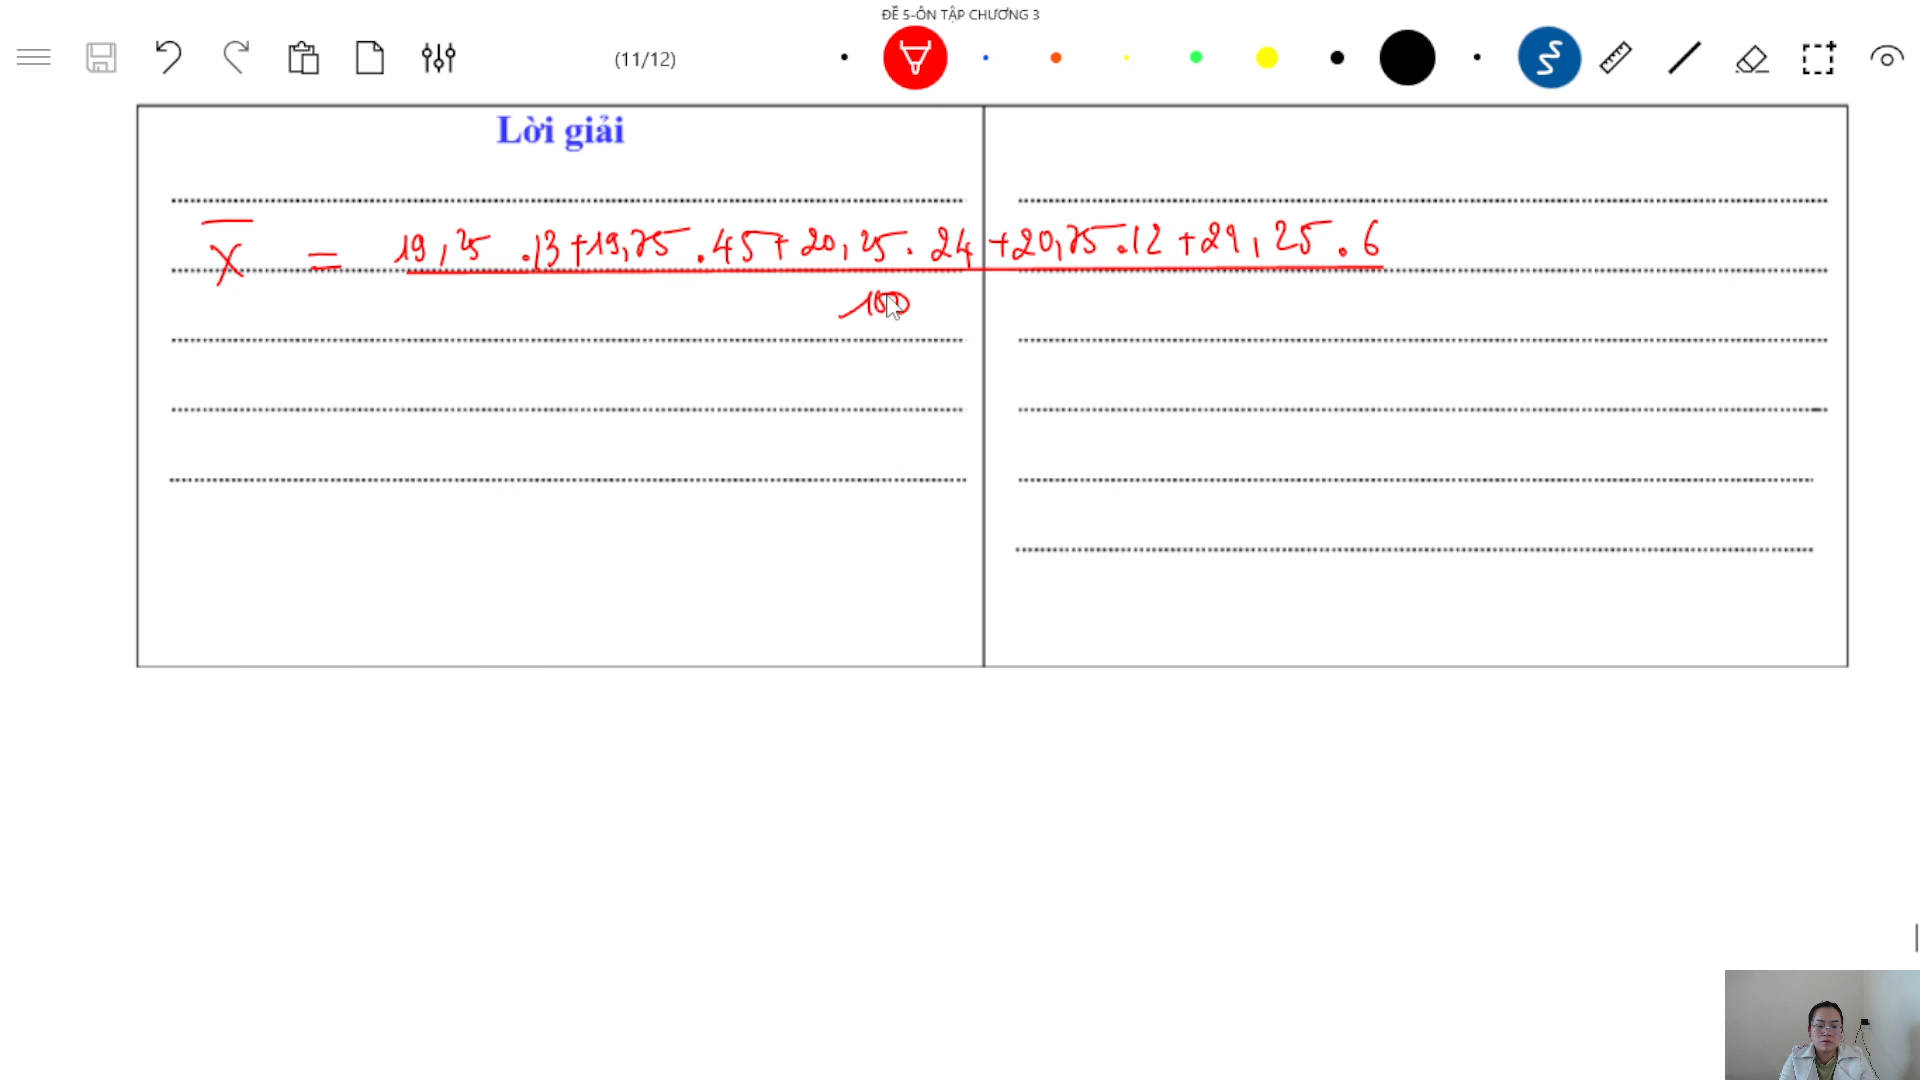 ĐỀ 5-ÔN TẬP CHƯƠNG 3
(11/12)
Lời giải
X̅ = 19,25 .13+19,75 .45+ 20,25. 24 +20,75.12 +21,25.6
100